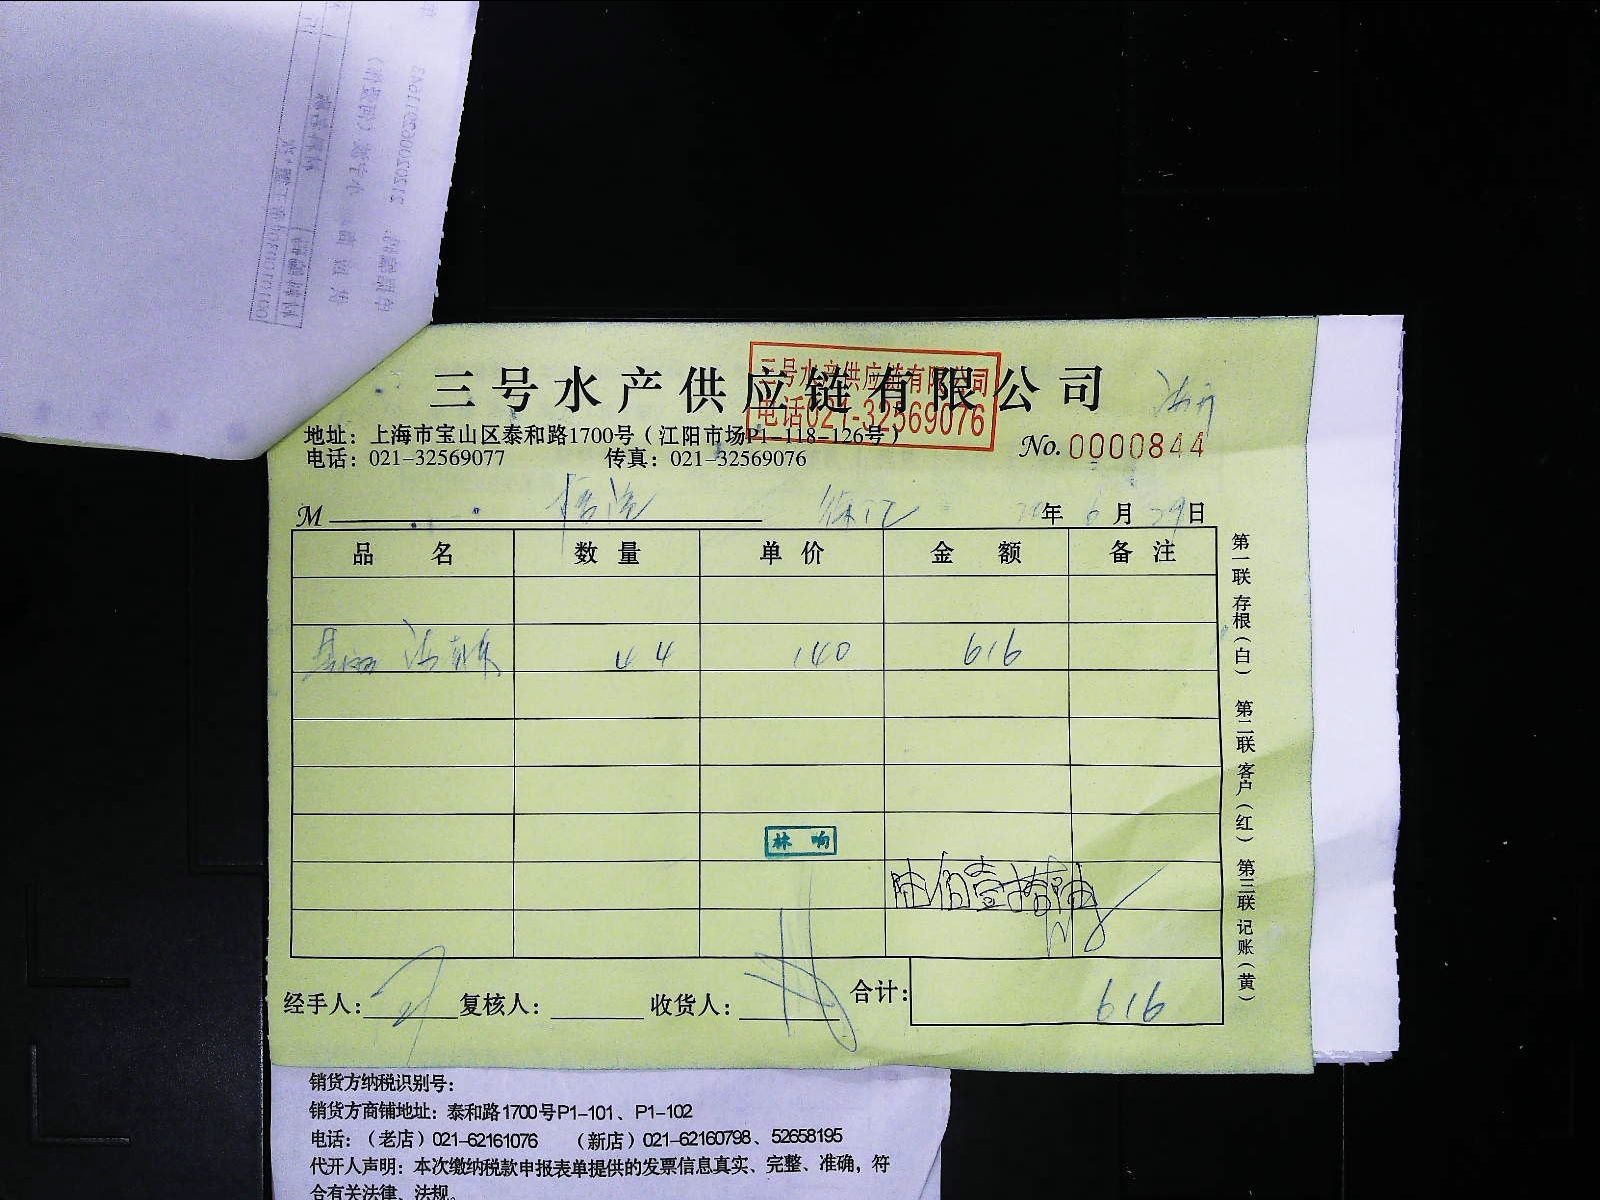 三号水产供应链有限公司
三号水产供应链有限公司
电话021-32569076
地址：上海市宝山区泰和路1700号（江阳市场P1-118-126号）
电话：021-32569077 传真：021-32569076
No. 0000844
M 年 6 月 29 日
品 名 数 量 单 价 金 额 备 注
44 140 616
林 响
陆佰壹拾陆
经手人： 复核人： 收货人： 合计： 616
第一联 存根（白） 第二联 客户（红） 第三联 记账（黄）
销货方纳税识别号：
销货方商铺地址：泰和路1700号P1-101、P1-102
电话：（老店）021-62161076 （新店）021-62160798、52658195
代开人声明：本次缴纳税款申报表单提供的发票信息真实、完整、准确，符
合有关法律、法规。